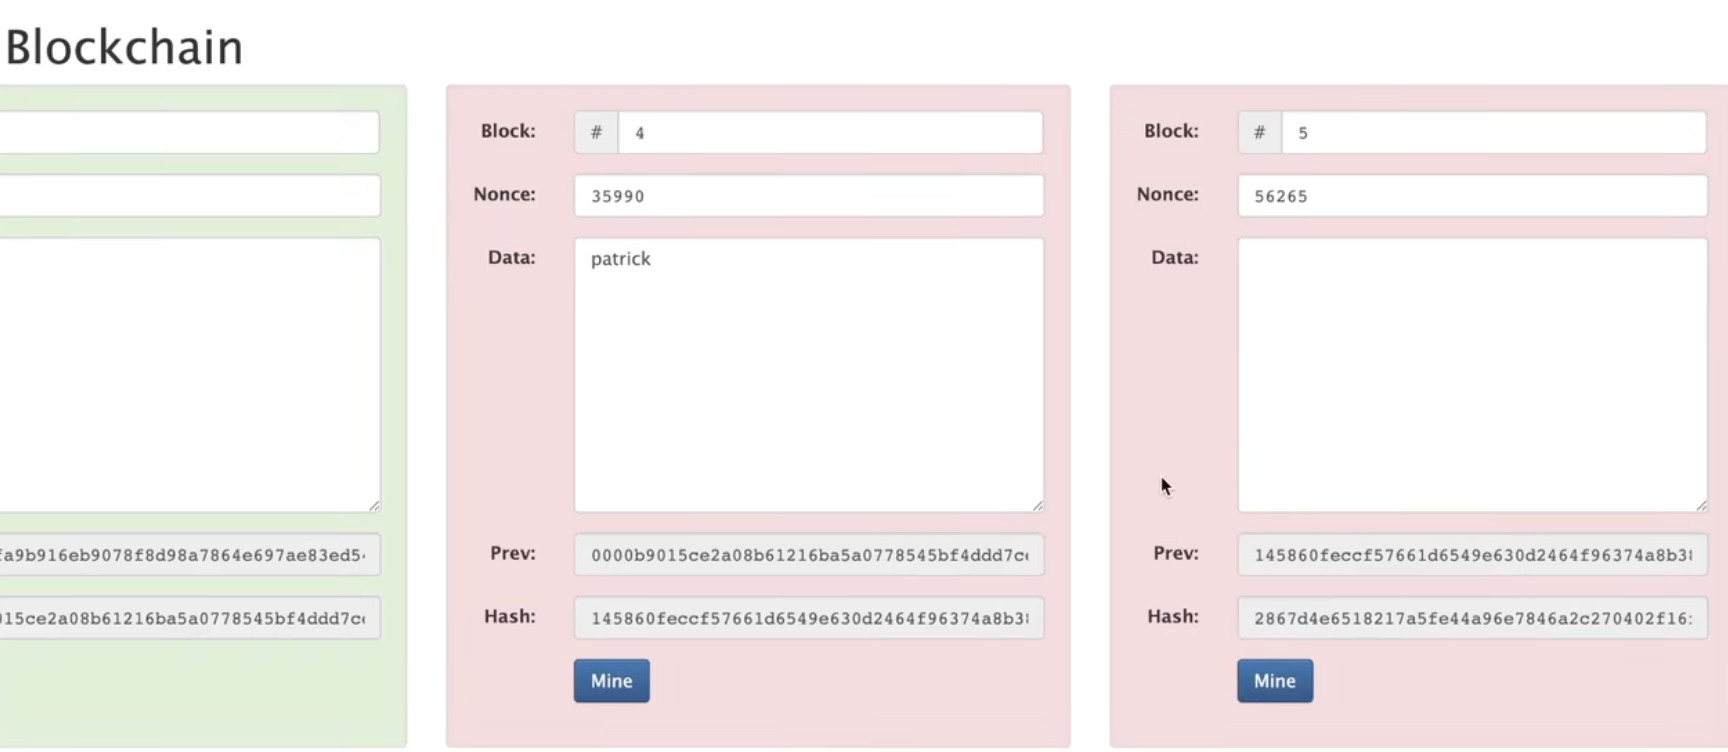 Blockchain
Block: # 4
Nonce: 35990
Data: patrick
Prev: 0000b9015ce2a08b61216ba5a0778545bf4ddd7c
Hash: 145860feccf57661d6549e630d2464f96374a8b3
Mine
Block: # 5
Nonce: 56265
Data:
Prev: 145860feccf57661d6549e630d2464f96374a8b3
Hash: 2867d4e6518217a5fe44a96e7846a2c270402f16
Mine
fa9b916eb9078f8d98a7864e697ae83ed5
015ce2a08b61216ba5a0778545bf4ddd7c